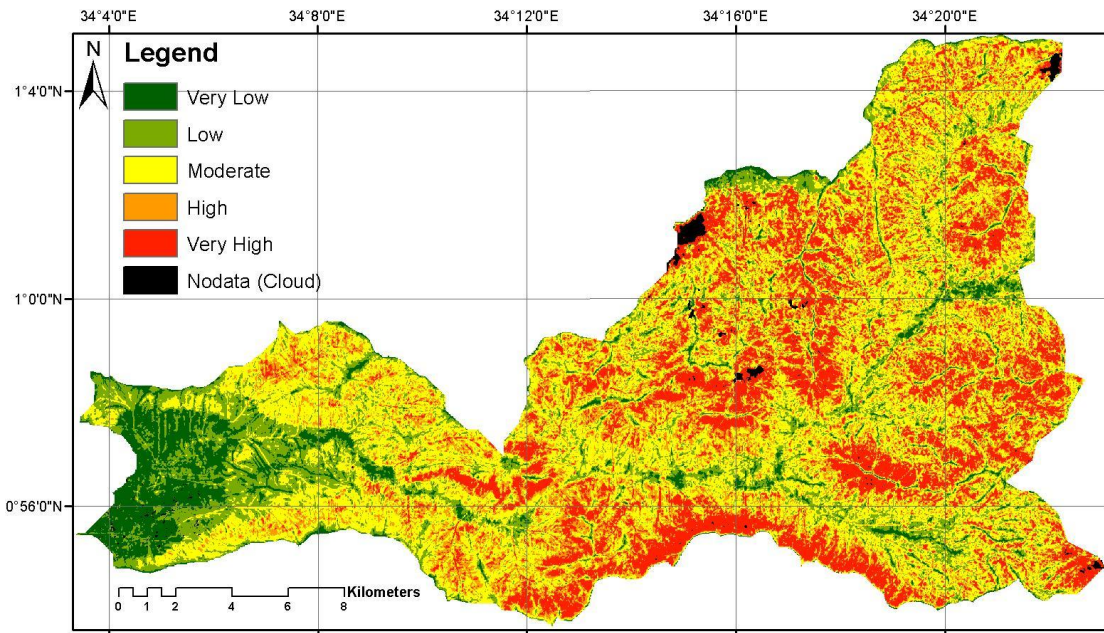 34°4'0"E 34°8'0"E 34°12'0"E 34°16'0"E 34°20'0"E
N
Legend
Very Low
1°4'0"N
Low
Moderate
High
Very High
Nodata (Cloud)
1°0'0"N
0°56'0"N
Kilometers
0 1 2 4 6 8